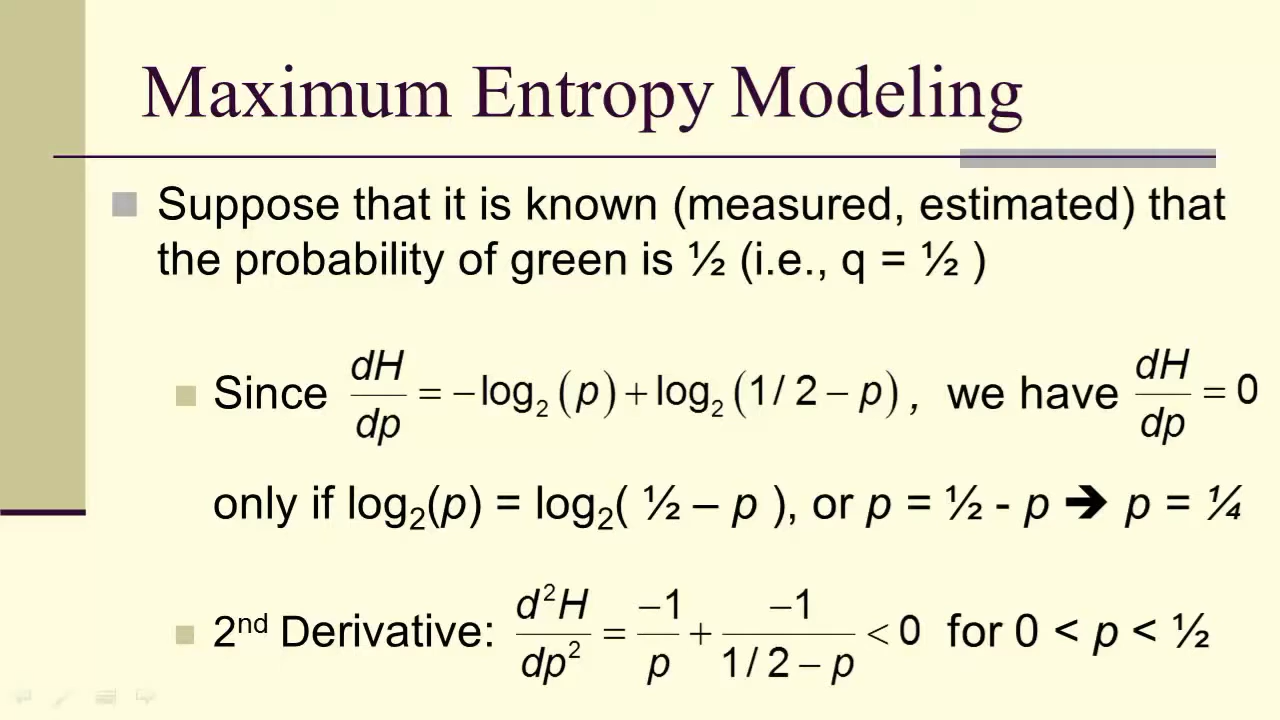 Maximum Entropy Modeling
Suppose that it is known (measured, estimated) that
the probability of green is ½ (i.e., q = ½ )
Since dH/dp = −log₂(p) + log₂(1/2 − p), we have dH/dp = 0
only if log₂(p) = log₂( ½ – p ), or p = ½ - p ➔ p = ¼
2nd Derivative: d²H/dp² = −1/p + −1/(1/2 − p) < 0 for 0 < p < ½